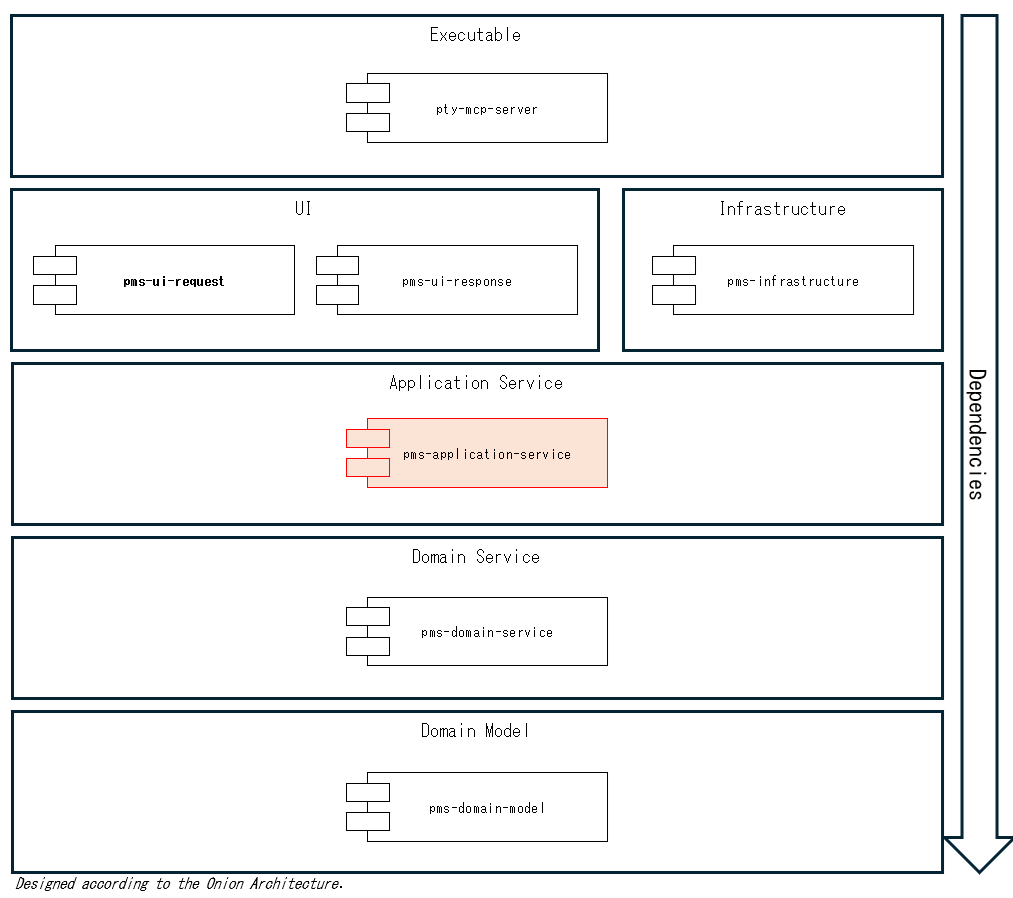 Executable
pty-mcp-server
UI
pms-ui-request
pms-ui-response
Infrastructure
pms-infrastructure
Application Service
pms-application-service
Dependencies
Domain Service
pms-domain-service
Domain Model
pms-domain-model
Designed according to the Onion Architecture.